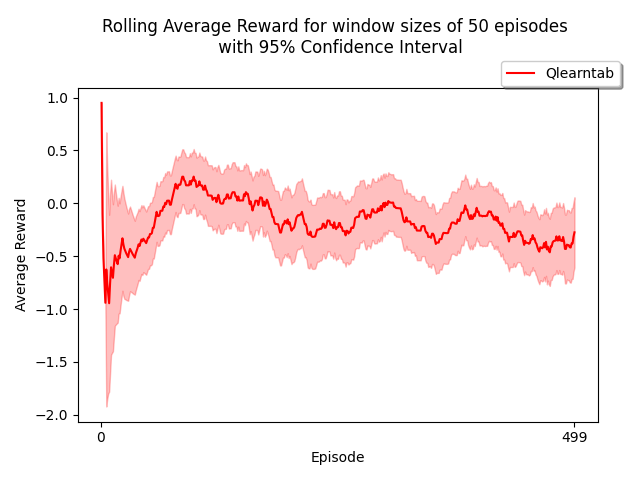 Rolling Average Reward for window sizes of 50 episodes
with 95% Confidence Interval
Qlearntab
1.0
0.5
0.0
−0.5
−1.0
−1.5
−2.0
Average Reward
0
499
Episode